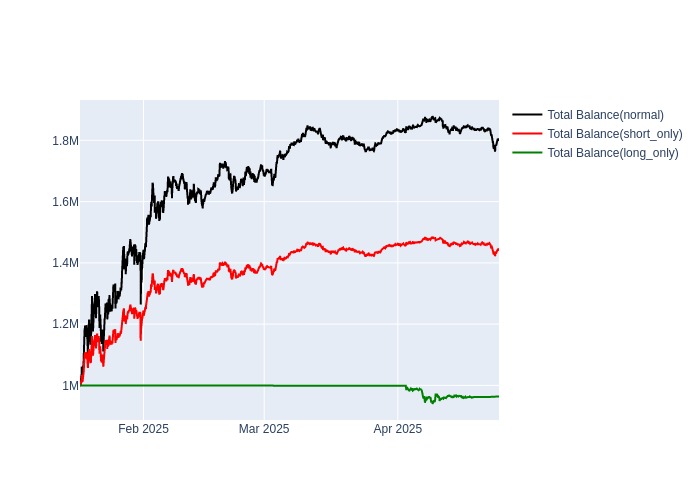 Total Balance(normal)
Total Balance(short_only)
Total Balance(long_only)
1.8M
1.6M
1.4M
1.2M
1M
Feb 2025
Mar 2025
Apr 2025